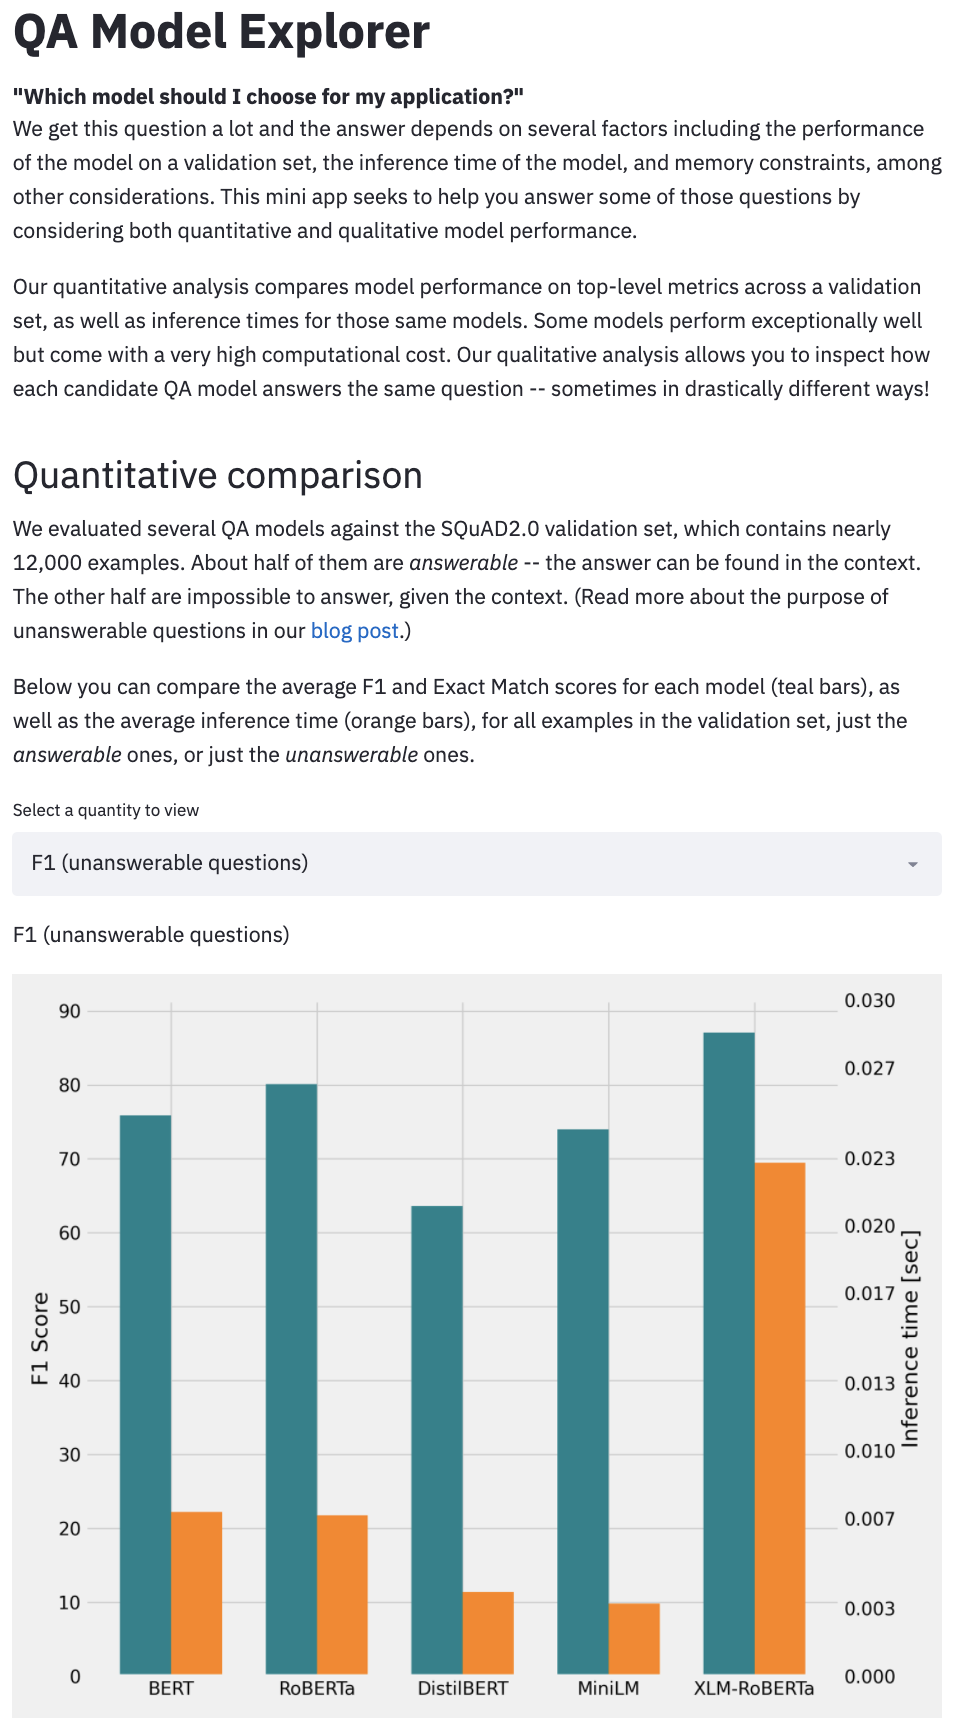 QA Model Explorer
"Which model should I choose for my application?"
We get this question a lot and the answer depends on several factors including the performance
of the model on a validation set, the inference time of the model, and memory constraints, among
other considerations. This mini app seeks to help you answer some of those questions by
considering both quantitative and qualitative model performance.
Our quantitative analysis compares model performance on top-level metrics across a validation
set, as well as inference times for those same models. Some models perform exceptionally well
but come with a very high computational cost. Our qualitative analysis allows you to inspect how
each candidate QA model answers the same question -- sometimes in drastically different ways!
Quantitative comparison
We evaluated several QA models against the SQuAD2.0 validation set, which contains nearly
12,000 examples. About half of them are answerable -- the answer can be found in the context.
The other half are impossible to answer, given the context. (Read more about the purpose of
unanswerable questions in our blog post.)
Below you can compare the average F1 and Exact Match scores for each model (teal bars), as
well as the average inference time (orange bars), for all examples in the validation set, just the
answerable ones, or just the unanswerable ones.
Select a quantity to view
F1 (unanswerable questions)
F1 (unanswerable questions)
F1 Score
90
80
70
60
50
40
30
20
10
0
0.030
0.027
0.023
0.020
0.017
0.013
0.010
0.007
0.003
0.000
Inference time [sec]
BERT RoBERTa DistilBERT MiniLM XLM-RoBERTa